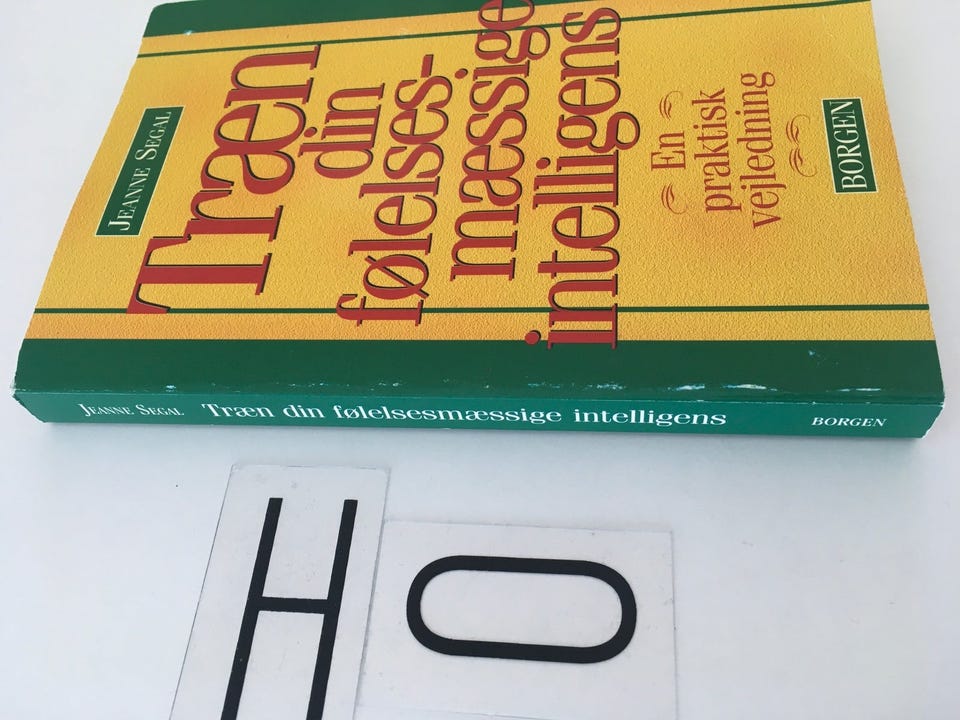 JEANNE SEGAL
Træn
din
følelses-
mæssige
intelligens
En
praktisk
vejledning
BORGEN
JEANNE SEGAL Træn din følelsesmæssige intelligens BORGEN
H
O